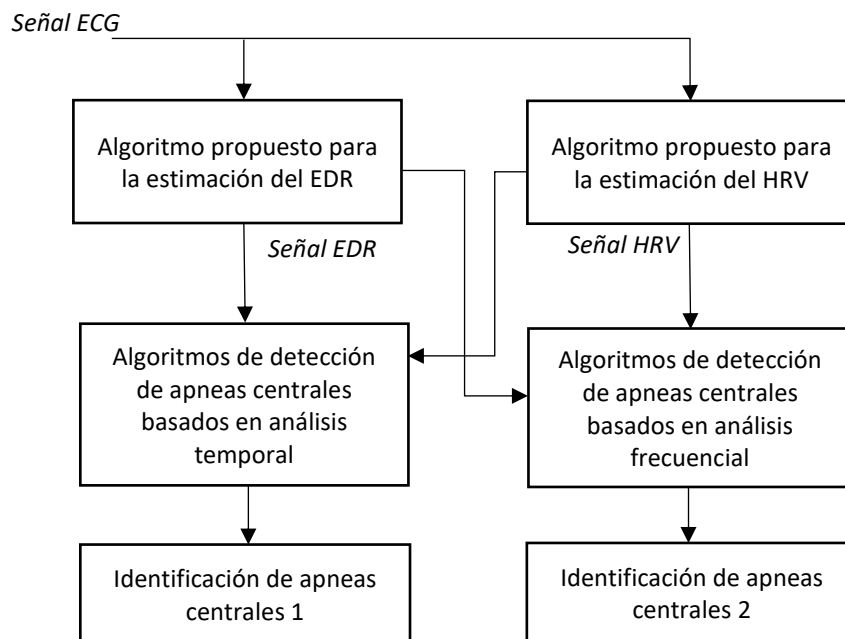 Señal ECG
Algoritmo propuesto para
la estimación del EDR
Algoritmo propuesto para
la estimación del HRV
Señal EDR
Señal HRV
Algoritmos de detección
de apneas centrales
basados en análisis
temporal
Algoritmos de detección
de apneas centrales
basados en análisis
frecuencial
Identificación de apneas
centrales 1
Identificación de apneas
centrales 2